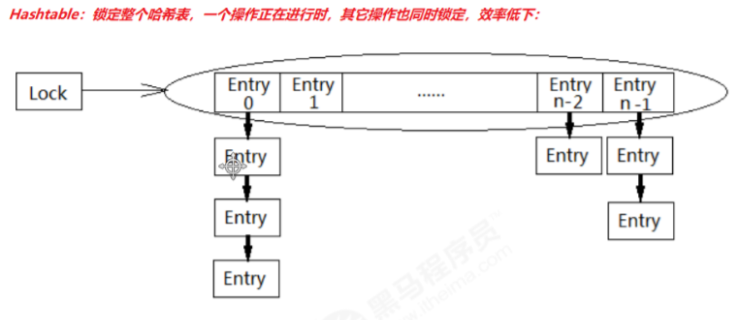 Hashtable：锁定整个哈希表，一个操作正在进行时，其它操作也同时锁定，效率低下：
Lock
Entry 0
Entry 1
......
Entry n-2
Entry n-1
Entry
Entry
Entry
Entry
Entry
Entry
黑马程序员
www.itheima.com